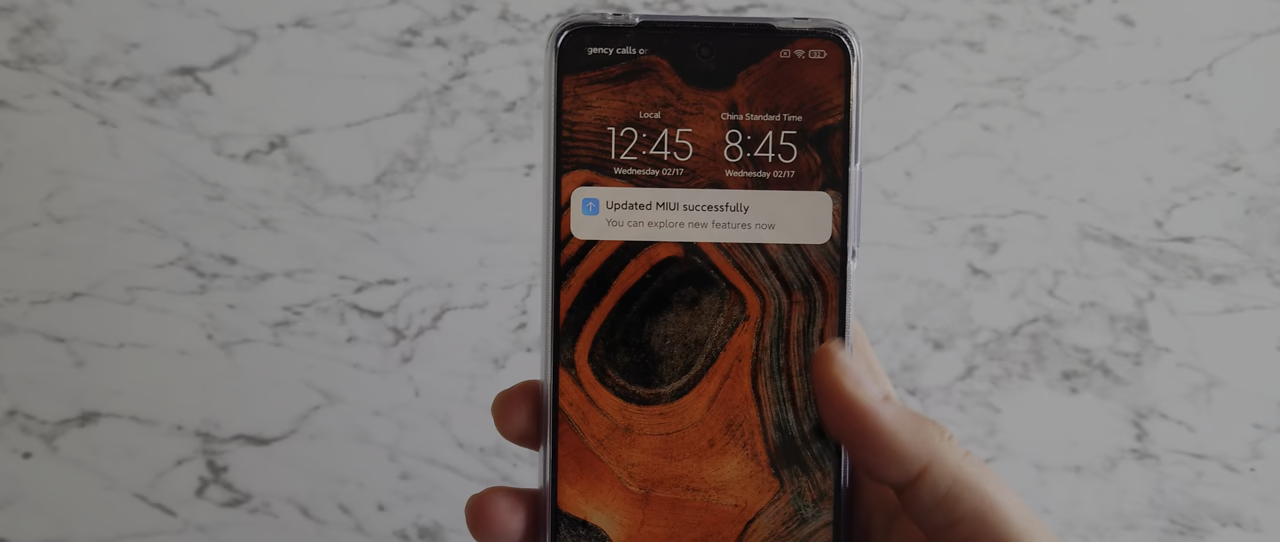 gency calls
32
Local
China Standard Time
12:45
8:45
Wednesday 02/17
Wednesday 02/17
Updated MIUI successfully
You can explore new features now